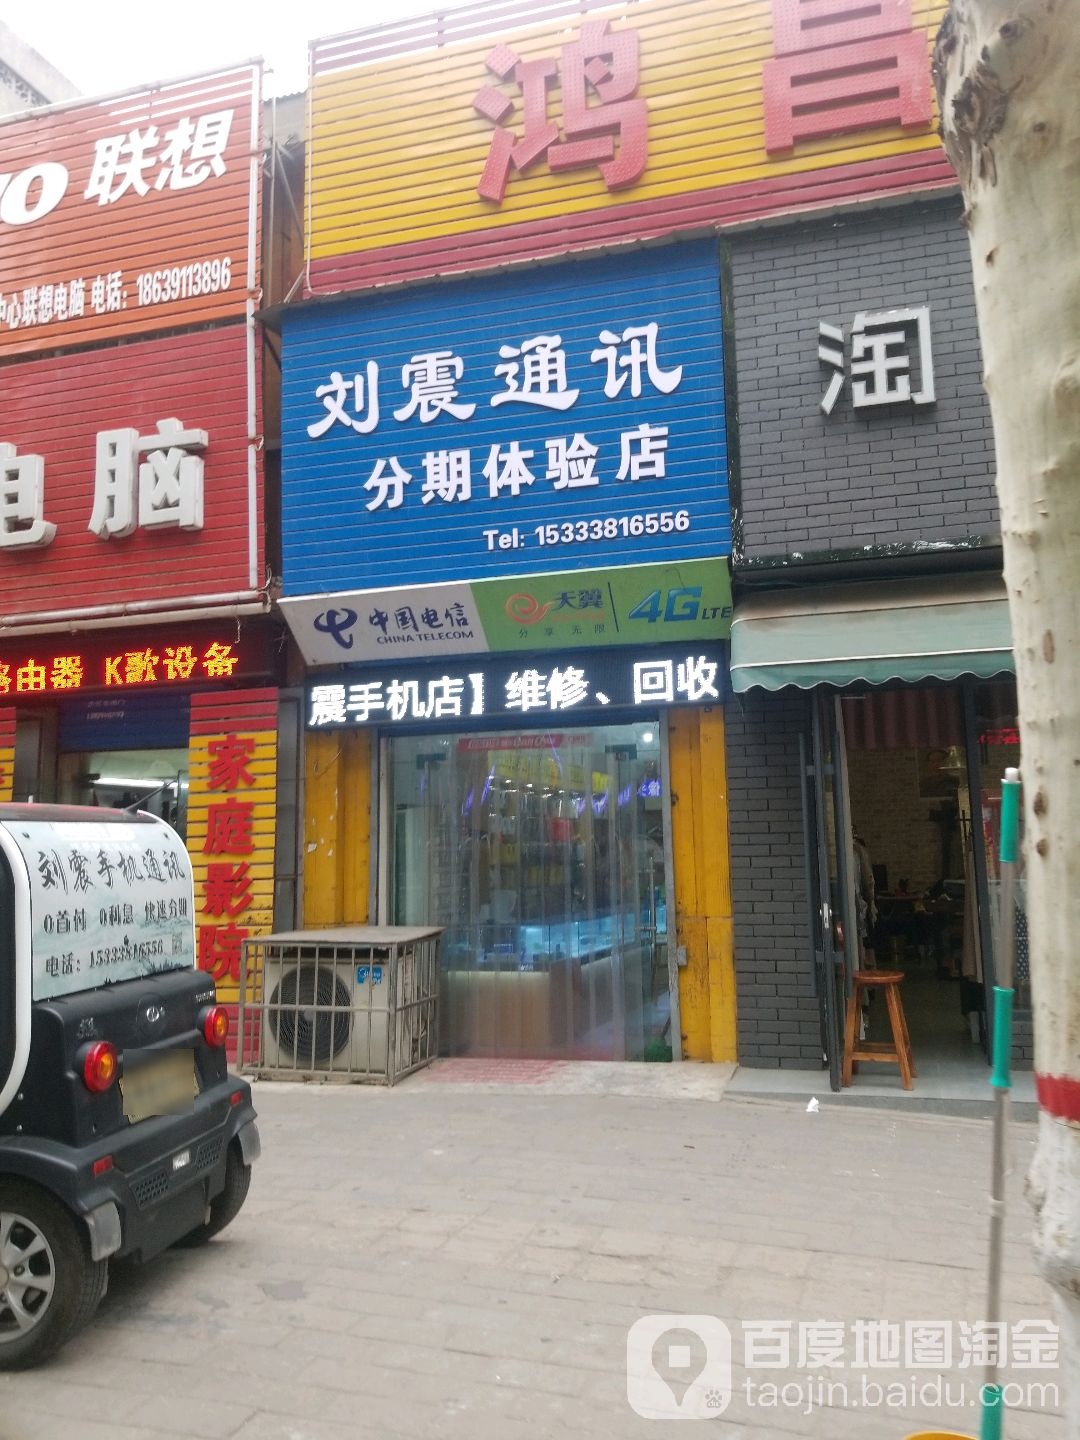 鸿昌
联想
中心联想电脑 电话：18639113896
电脑
刘震通讯
分期体验店
Tel: 15333816556
淘
中国电信
CHINA TELECOM
天翼
分享无限
4G LTE
路由器 K歌设备
震手机店】维修、回收
家庭影院
刘震手机通讯
0首付 0利息 快速分期
电话：15333816556
百度地图淘金
taojin.baidu.com